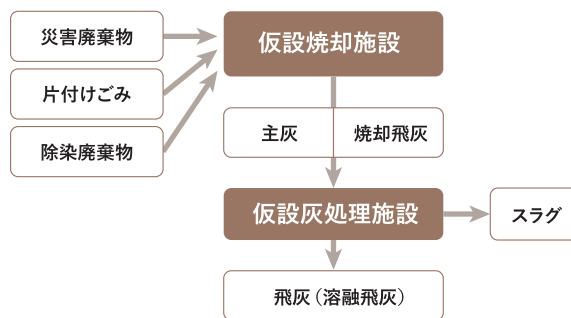 災害廃棄物
片付けごみ
除染廃棄物
仮設焼却施設
主灰
焼却飛灰
仮設灰処理施設
スラグ
飛灰（溶融飛灰）